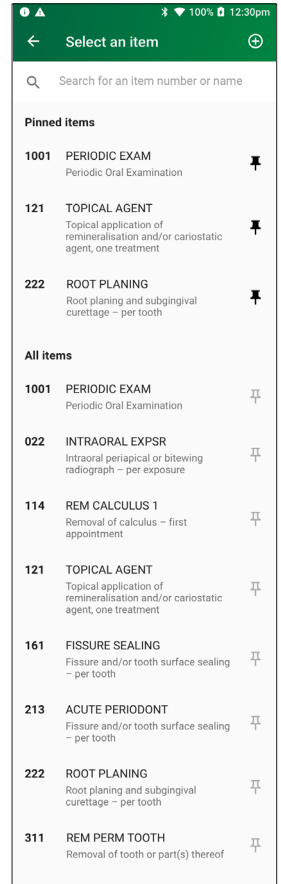 100% 12:30pm
Select an item
Search for an item number or name
Pinned items
1001 PERIODIC EXAM
Periodic Oral Examination
121 TOPICAL AGENT
Topical application of
remineralisation and/or cariostatic
agent, one treatment
222 ROOT PLANING
Root planing and subgingival
curettage – per tooth
All items
1001 PERIODIC EXAM
Periodic Oral Examination
022 INTRAORAL EXPSR
Intraoral periapical or bitewing
radiograph – per exposure
114 REM CALCULUS 1
Removal of calculus – first
appointment
121 TOPICAL AGENT
Topical application of
remineralisation and/or cariostatic
agent, one treatment
161 FISSURE SEALING
Fissure and/or tooth surface sealing
– per tooth
213 ACUTE PERIODONT
Fissure and/or tooth surface sealing
– per tooth
222 ROOT PLANING
Root planing and subgingival
curettage – per tooth
311 REM PERM TOOTH
Removal of tooth or part(s) thereof